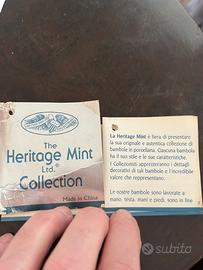 The
Heritage Mint
Ltd.®
Collection
Made in China
La Heritage Mint è fiera di presentare
la sua originale e autentica collezione di
bambole in porcellana. Ciascuna bambola
ha il suo stile e le sue caratteristiche.
I Collezionisti apprezzeranno i dettagli
decorativi di tali bambole e l'incredibile
valore che rappresentano.
Le nostre bambole sono lavorate a
mano. testa, mani e piedi, sono in fine
subito